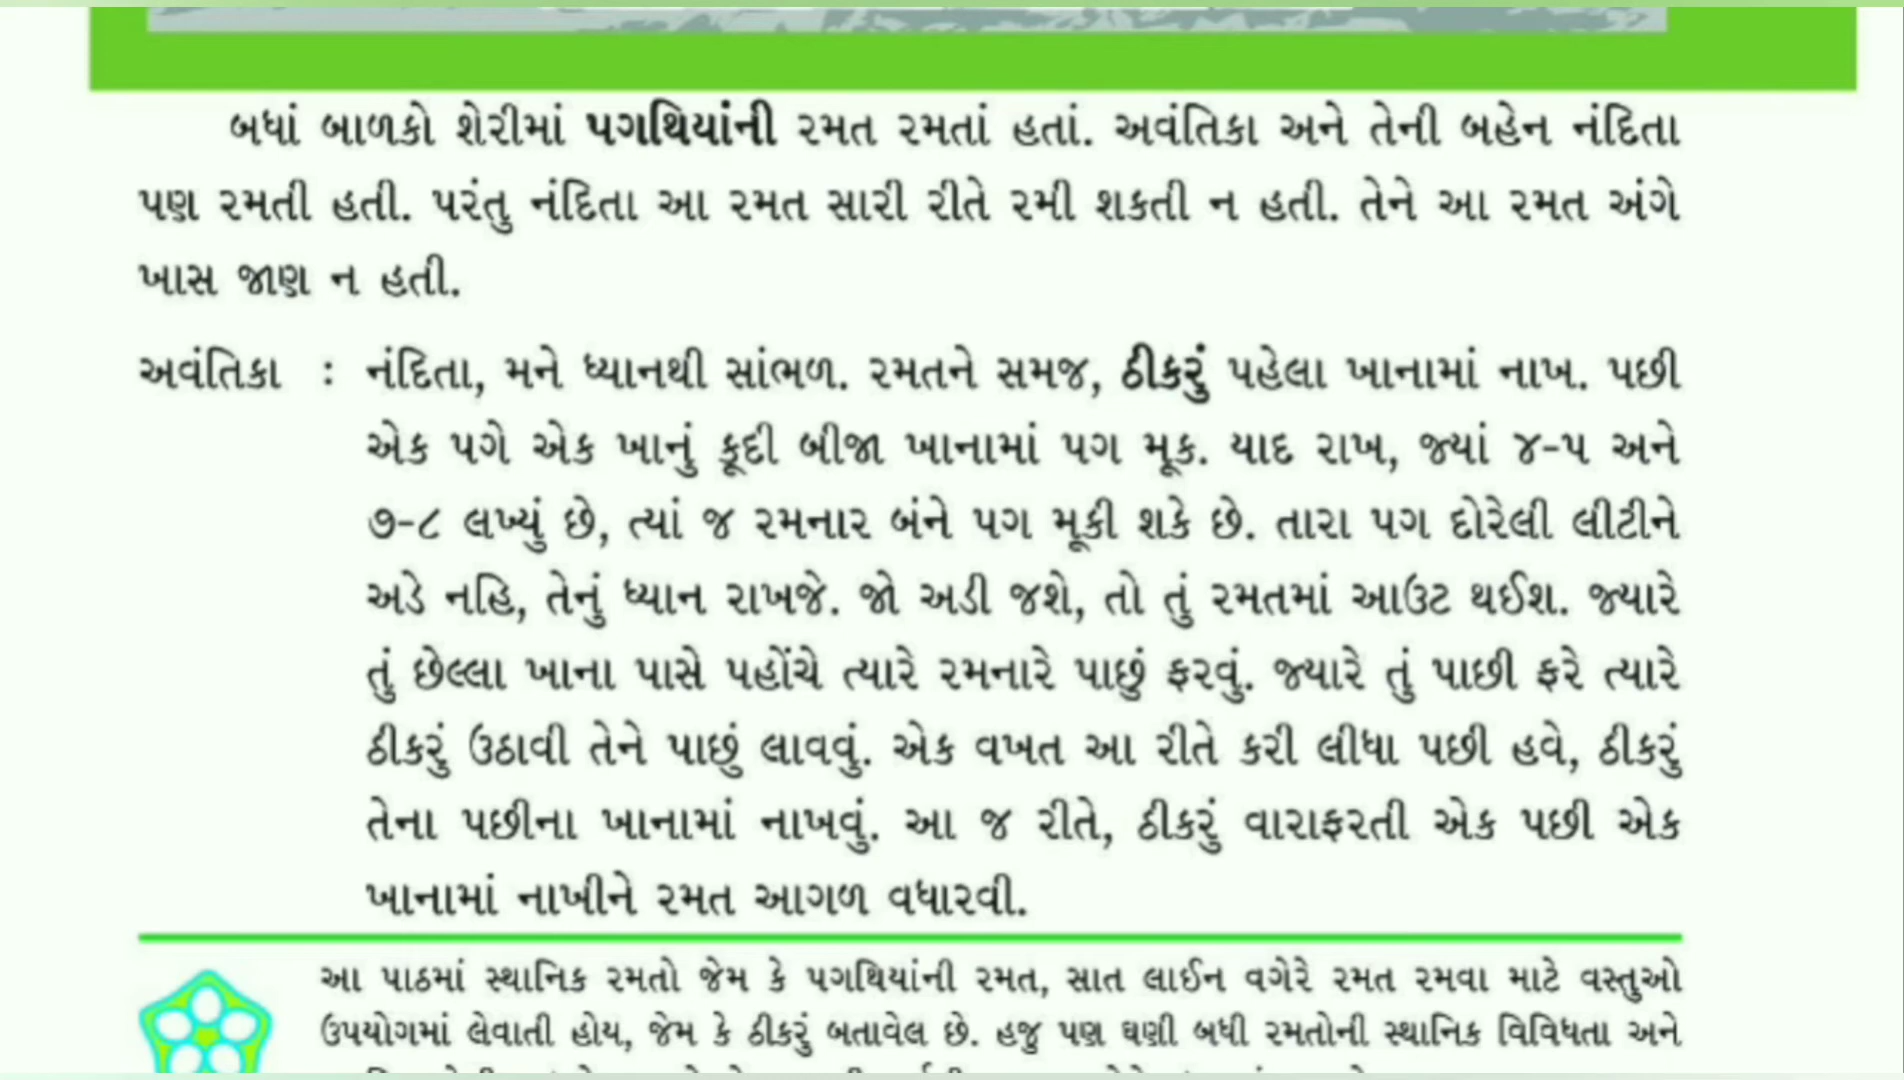 બધાં બાળકો શેરીમાં પગથિયાંની રમત રમતાં હતાં. અવંતિકા અને તેની બહેન નંદિતા
પણ રમતી હતી. પરંતુ નંદિતા આ રમત સારી રીતે રમી શકતી ન હતી. તેને આ રમત અંગે
ખાસ જાણ ન હતી.
અવંતિકા : નંદિતા, મને ધ્યાનથી સાંભળ. રમતને સમજ, ઠીકરું પહેલા ખાનામાં નાખ. પછી
એક પગે એક ખાનું કૂદી બીજા ખાનામાં પગ મૂક. યાદ રાખ, જ્યાં ૪-૫ અને
૭-૮ લખ્યું છે, ત્યાં જ રમનાર બંને પગ મૂકી શકે છે. તારા પગ દોરેલી લીટીને
અડે નહિ, તેનું ધ્યાન રાખજે. જો અડી જશે, તો તું રમતમાં આઉટ થઈશ. જ્યારે
તું છેલ્લા ખાના પાસે પહોંચે ત્યારે રમનારે પાછું ફરવું. જ્યારે તું પાછી ફરે ત્યારે
ઠીકરું ઉઠાવી તેને પાછું લાવવું. એક વખત આ રીતે કરી લીધા પછી હવે, ઠીકરું
તેના પછીના ખાનામાં નાખવું. આ જ રીતે, ઠીકરું વારાફરતી એક પછી એક
ખાનામાં નાખીને રમત આગળ વધારવી.
આ પાઠમાં સ્થાનિક રમતો જેમ કે પગથિયાંની રમત, સાત લાઈન વગેરે રમત રમવા માટે વસ્તુઓ
ઉપયોગમાં લેવાતી હોય, જેમ કે ઠીકરું બતાવેલ છે. હજુ પણ ઘણી બધી રમતોની સ્થાનિક વિવિધતા અને